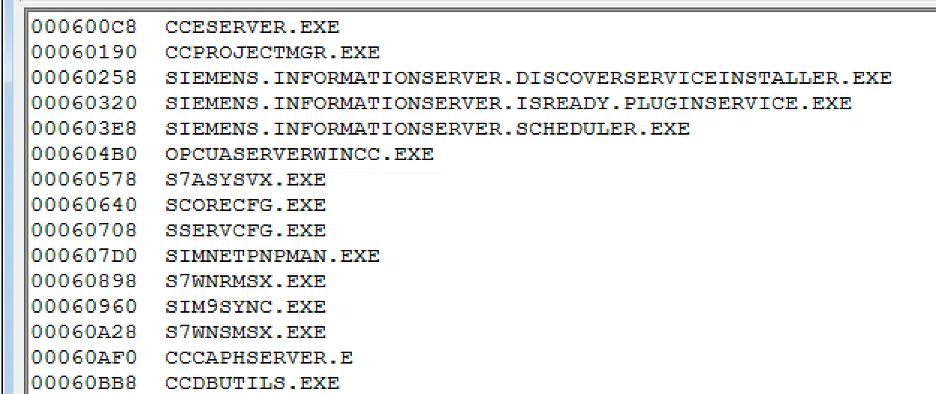 000600C8 CCESERVER.EXE
00060190 CCPROJECTMGR.EXE
00060258 SIEMENS.INFORMATIONSERVER.DISCOVERSERVICEINSTALLER.EXE
00060320 SIEMENS.INFORMATIONSERVER.ISREADY.PLUGINSERVICE.EXE
000603E8 SIEMENS.INFORMATIONSERVER.SCHEDULER.EXE
000604B0 OPCUASERVERWINCC.EXE
00060578 S7ASYSVX.EXE
00060640 SCORECFG.EXE
00060708 SSERVCFG.EXE
000607D0 SIMNETPNPMAN.EXE
00060898 S7WNRMSX.EXE
00060960 SIM9SYNC.EXE
00060A28 S7WNSMSX.EXE
00060AF0 CCCAPHSERVER.E
00060BB8 CCDBUTILS.EXE